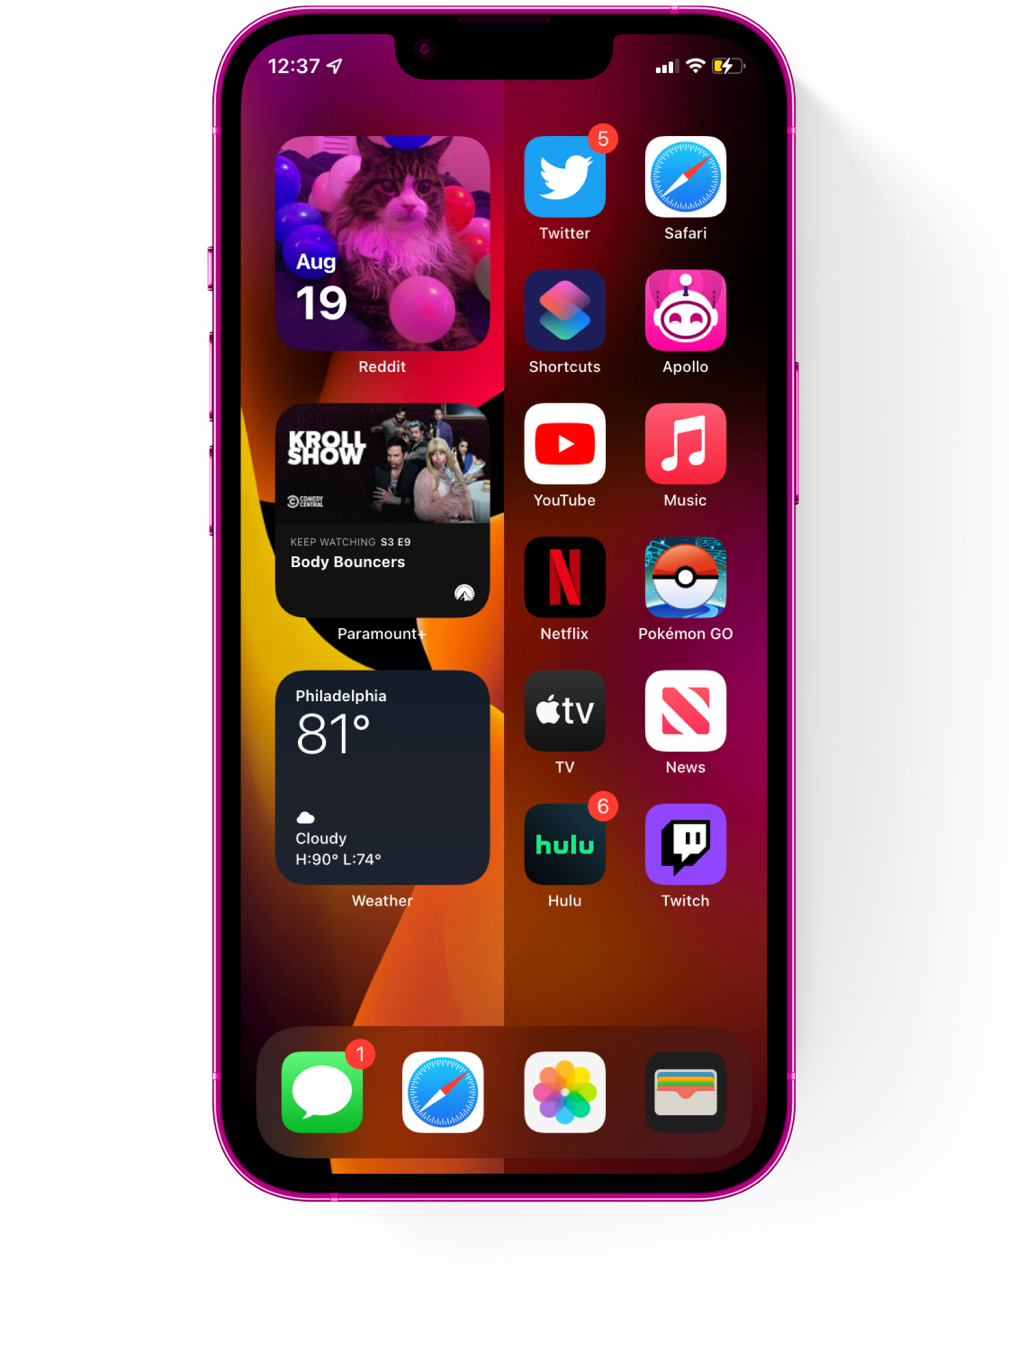 12:37
Aug
19
Reddit
KROLL
SHOW
COMEDY
CENTRAL
KEEP WATCHING S3 E9
Body Bouncers
Paramount+
Philadelphia
81°
Cloudy
H:90° L:74°
Weather
5
Twitter
Safari
Shortcuts
Apollo
YouTube
Music
N
Netflix
Pokémon GO
tv
TV
News
6
hulu
Hulu
Twitch
1